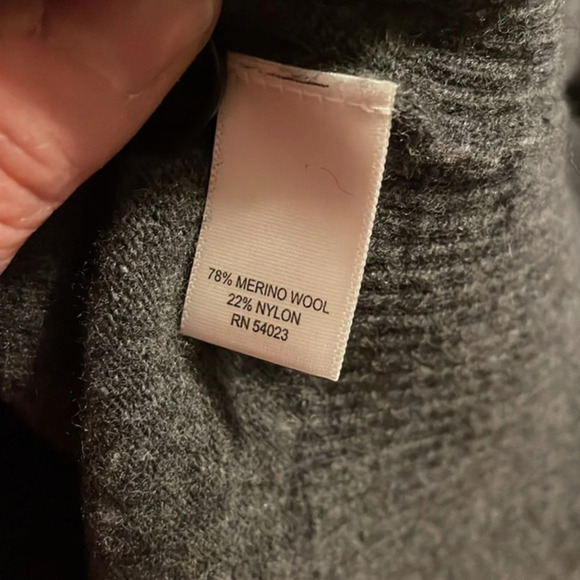 78% MERINO WOOL
22% NYLON
RN 54023